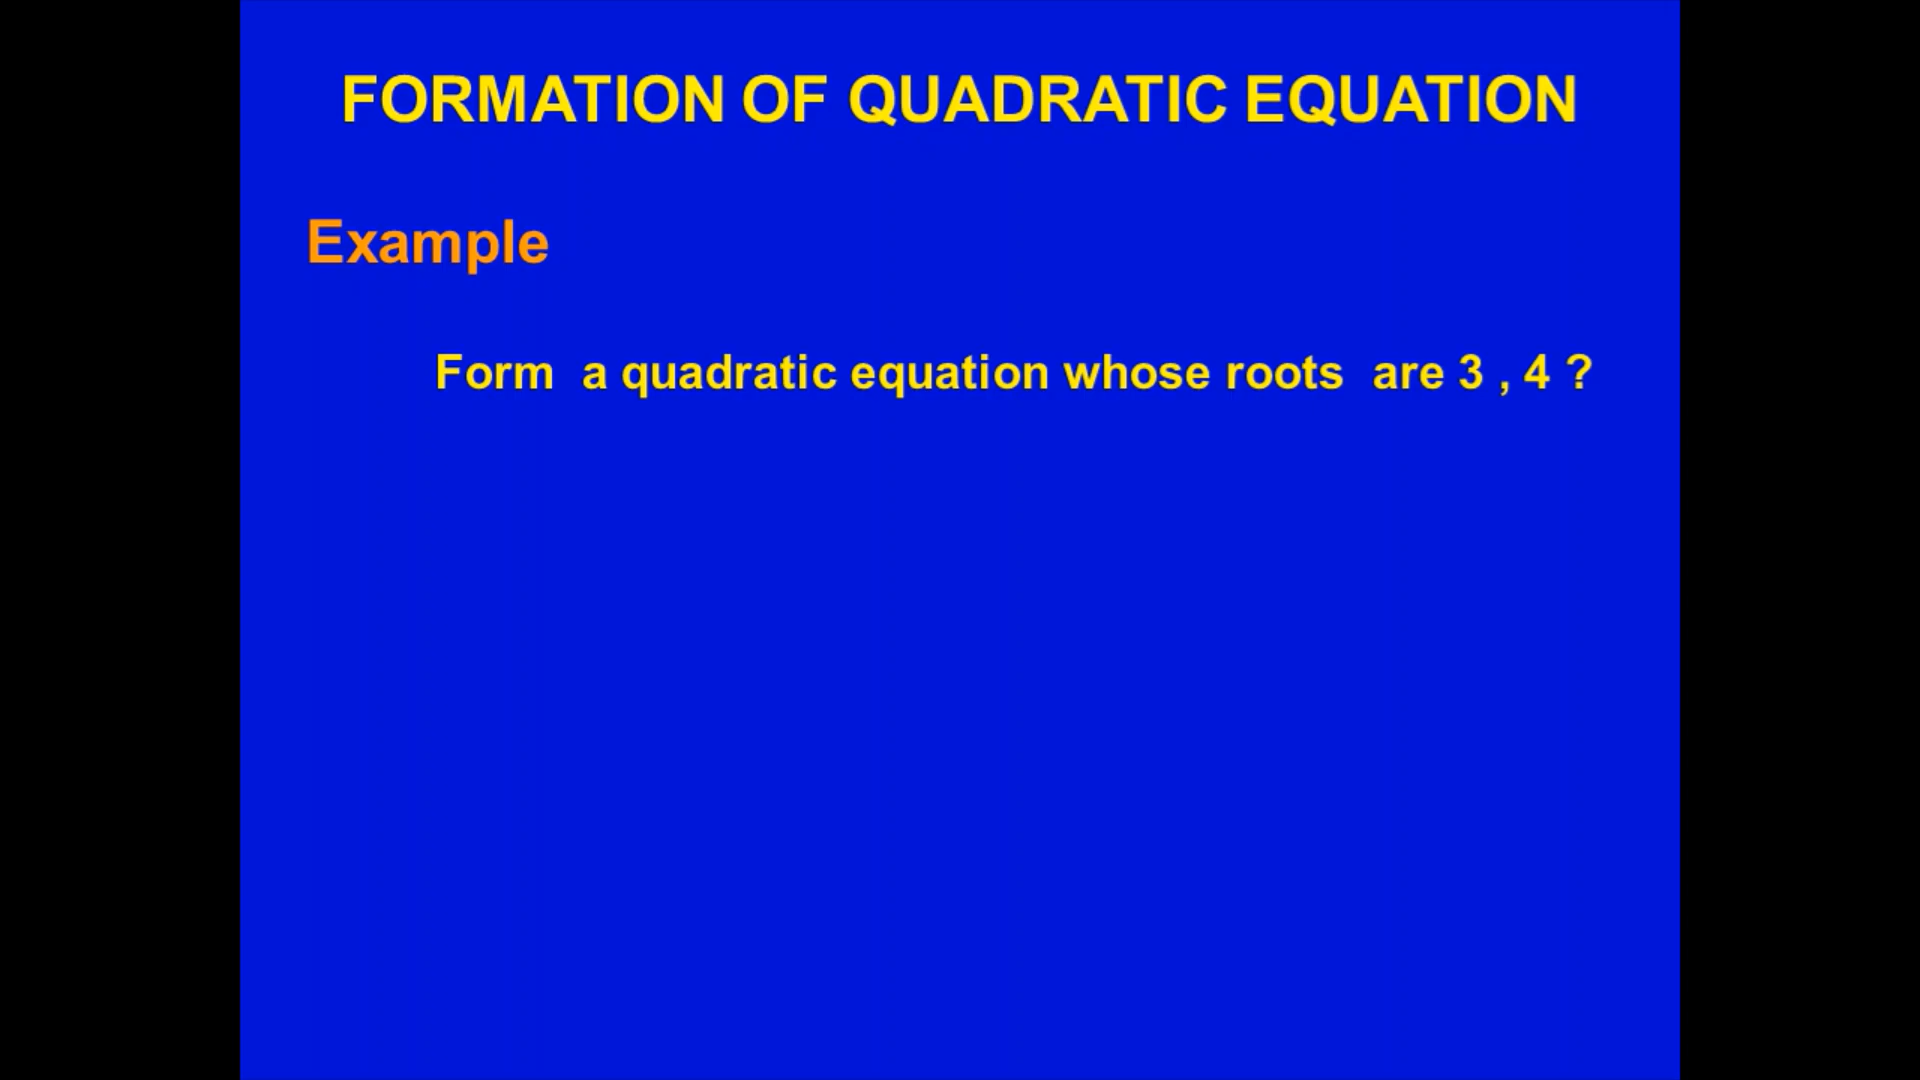 FORMATION OF QUADRATIC EQUATION
Example
Form a quadratic equation whose roots are 3 , 4 ?